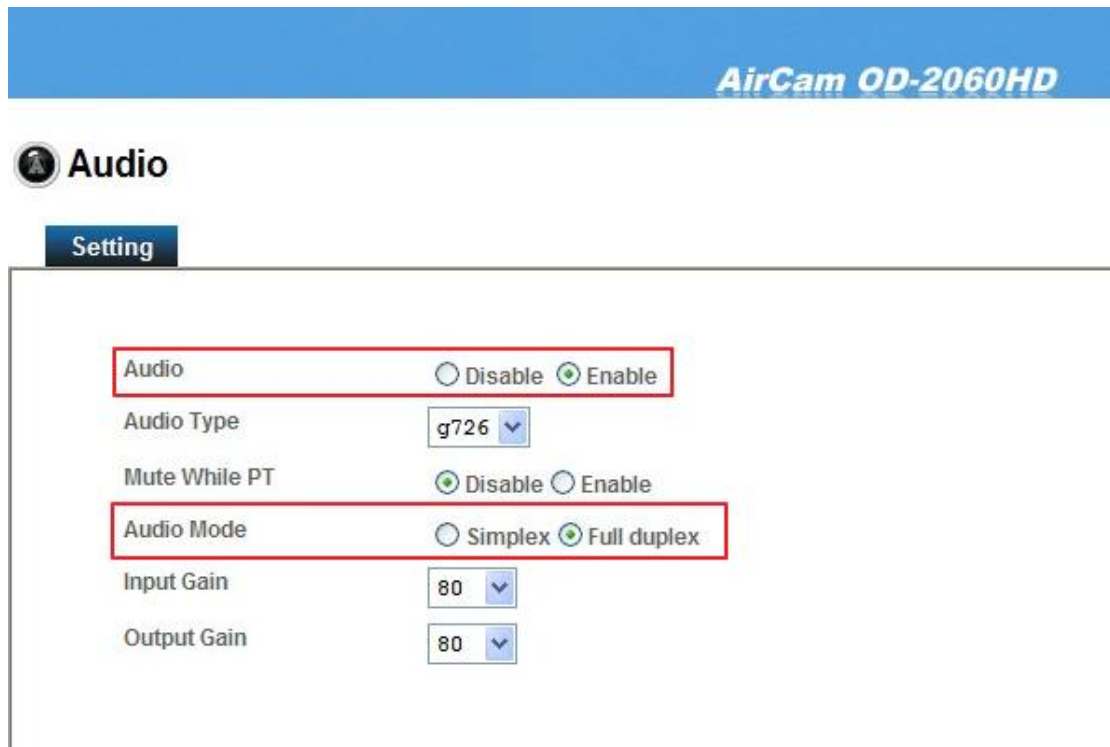 AirCam OD-2060HD
Audio
Setting
Audio Disable Enable
Audio Type g726
Mute While PT Disable Enable
Audio Mode Simplex Full duplex
Input Gain 80
Output Gain 80